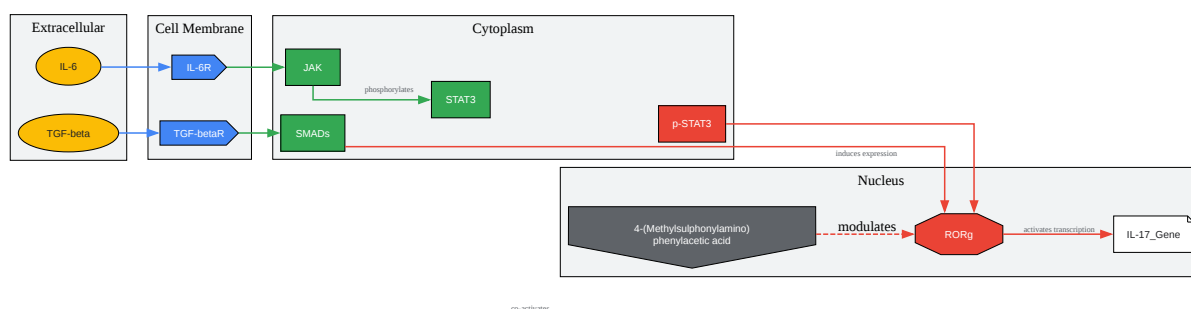 Extracellular
Cell Membrane
Cytoplasm
IL-6
IL-6R
JAK
phosphorylates
STAT3
TGF-beta
TGF-betaR
SMADs
p-STAT3
induces expression
Nucleus
4-(Methylsulphonylamino)
phenylacetic acid
modulates
RORg
activates transcription
IL-17_Gene